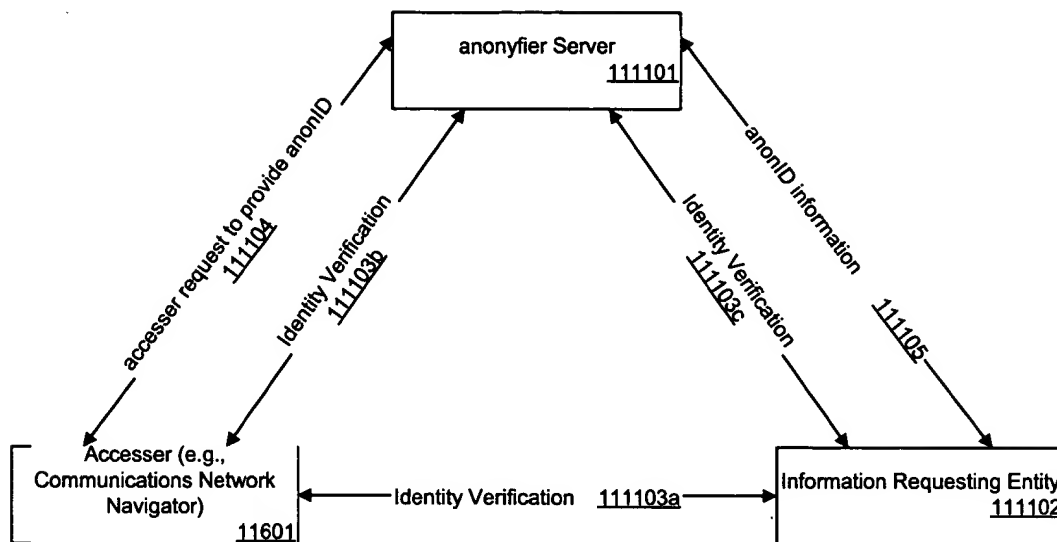 anonyfier Server
111101
accesser request to provide anonID
111104
Identity Verification
111103b
Identity Verification
111103c
anonID information
111105
Accesser (e.g.,
Communications Network
Navigator)
11601
Identity Verification 111103a
Information Requesting Entity
111102